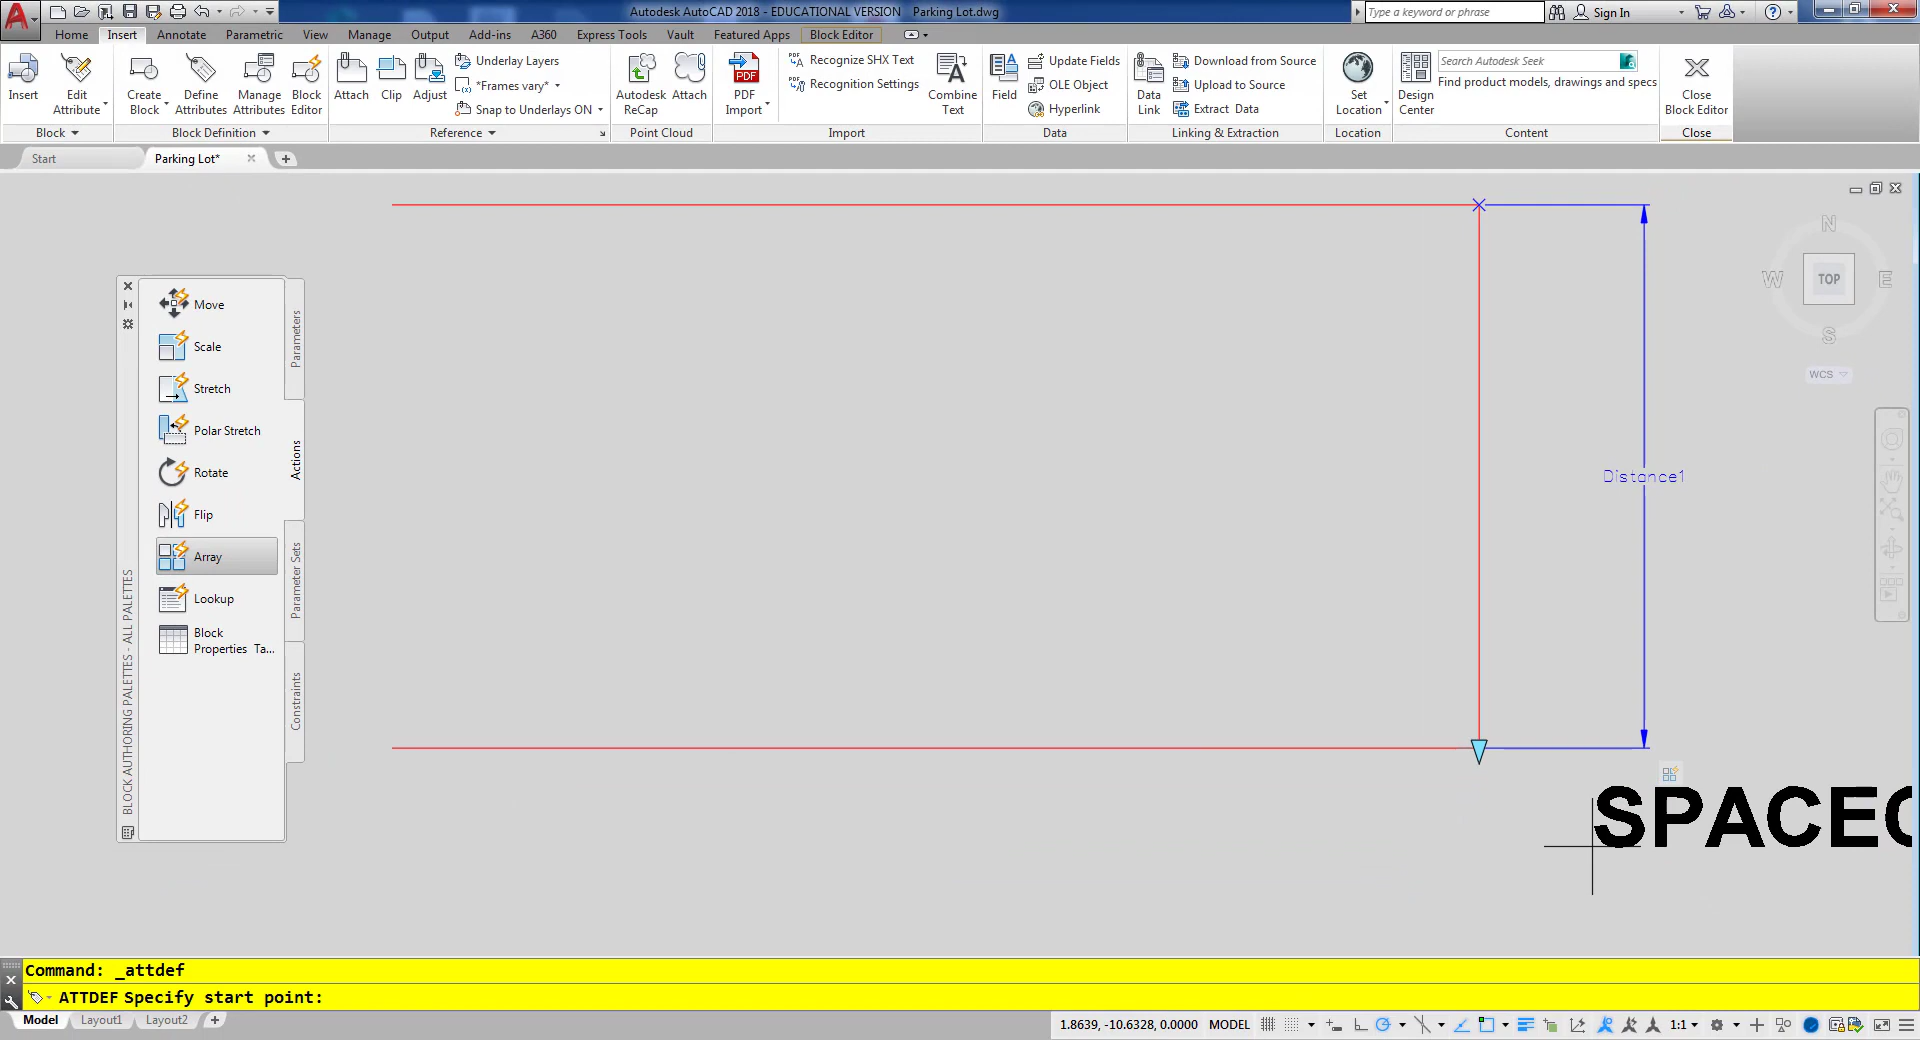 Autodesk AutoCAD 2018 - EDUCATIONAL VERSION Parking Lot.dwg
Type a keyword or phrase
Sign In
Home Insert Annotate Parametric View Manage Output Add-ins A360 Express Tools Vault Featured Apps Block Editor
Insert
Edit
Attribute
Create
Block
Define
Attributes
Manage
Attributes
Block
Editor
Attach
Clip
Adjust
Underlay Layers
*Frames vary*
Snap to Underlays ON
Autodesk
ReCap
Attach
PDF
PDF
Import
Recognize SHX Text
Recognition Settings
Combine
Text
Field
Update Fields
OLE Object
Hyperlink
Data
Link
Download from Source
Upload to Source
Extract Data
Set
Location
Design
Center
Search Autodesk Seek
Find product models, drawings and specs
Close
Block Editor
Block
Block Definition
Reference
Point Cloud
Import
Data
Linking & Extraction
Location
Content
Close
Start
Parking Lot*
N
W
TOP
E
S
WCS
Move
Scale
Stretch
Polar Stretch
Rotate
Flip
Array
Lookup
Block
Properties Ta...
Parameters
Actions
Parameter Sets
Constraints
BLOCK AUTHORING PALETTES - ALL PALETTES
Distance1
SPACEC
Command: _attdef
ATTDEF Specify start point:
Model Layout1 Layout2
1.8639, -10.6328, 0.0000 MODEL 1:1